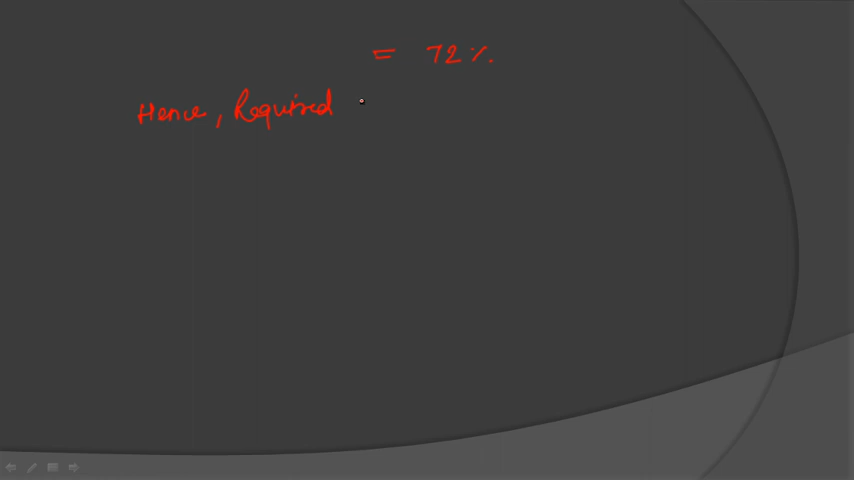 = 72%.
Hence, Required